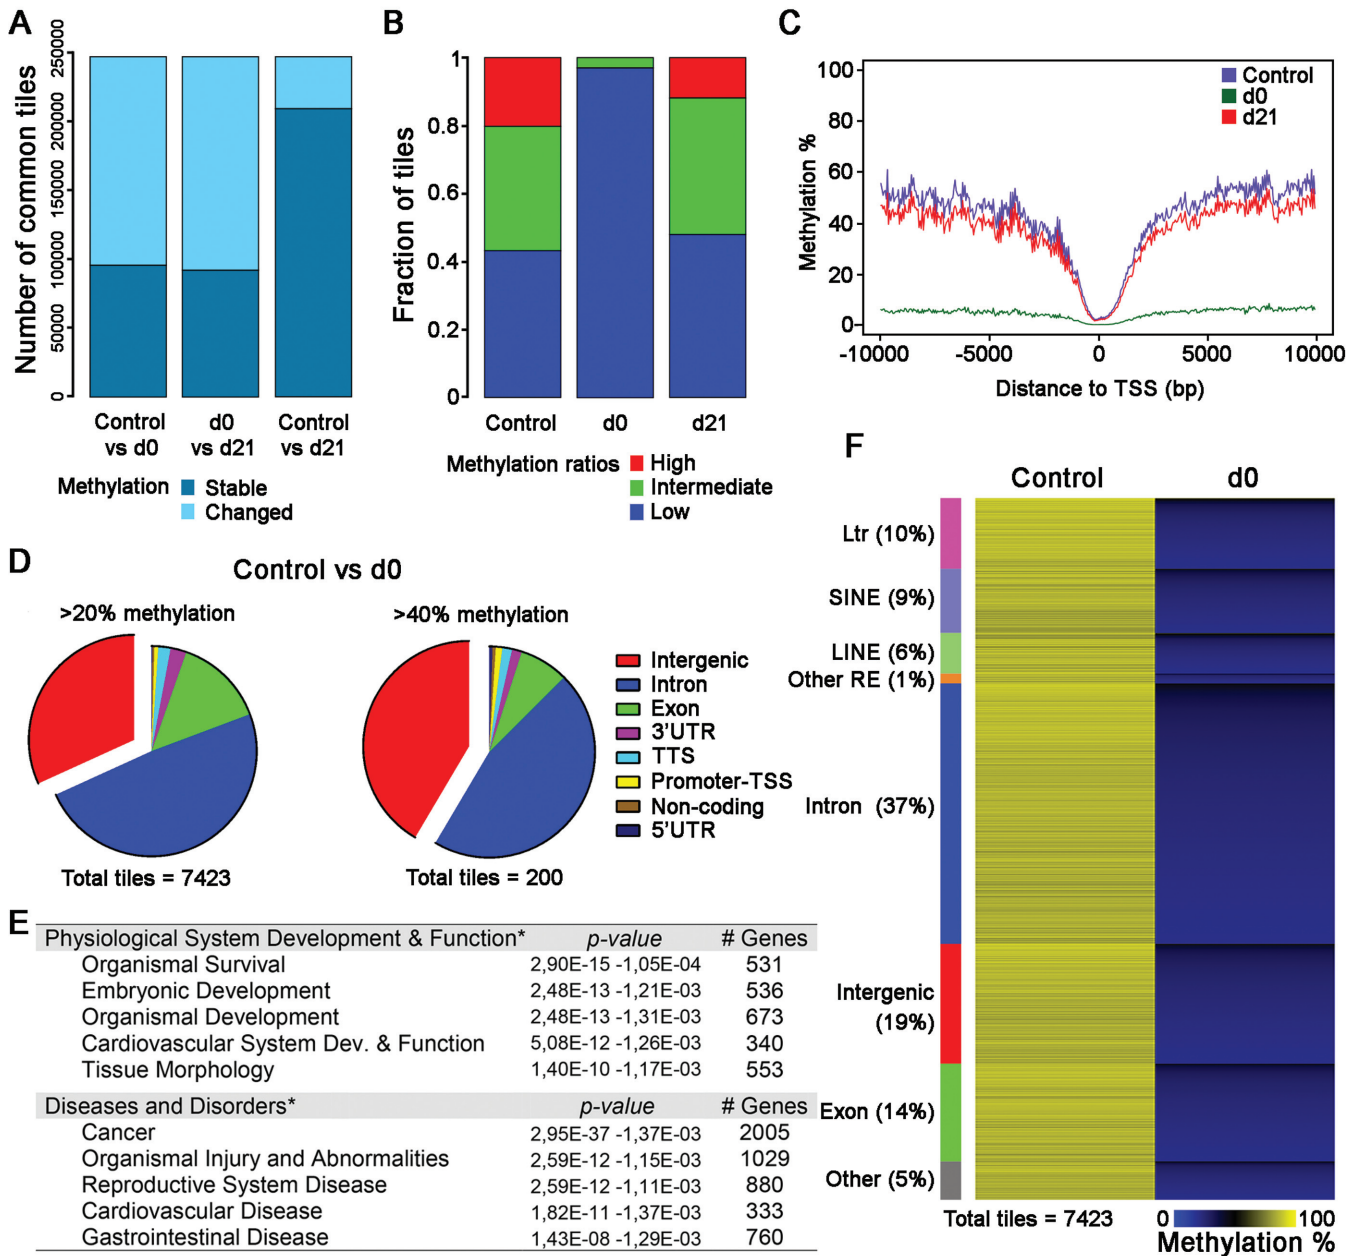 A
Number of common tiles
0
50000
100000
150000
200000
250000
Control
vs d0
d0
vs d21
Control
vs d21
Methylation
Stable
Changed
B
Fraction of tiles
1
0.8
0.6
0.4
0.2
0
Control
d0
d21
Methylation ratios
High
Intermediate
Low
C
Methylation %
100
80
60
40
20
0
-10000
-5000
0
5000
10000
Distance to TSS (bp)
Control
d0
d21
D
Control vs d0
>20% methylation
>40% methylation
Total tiles = 7423
Total tiles = 200
Intergenic
Intron
Exon
3'UTR
TTS
Promoter-TSS
Non-coding
5'UTR
E
Physiological System Development & Function* p-value # Genes
Organismal Survival 2,90E-15 -1,05E-04 531
Embryonic Development 2,48E-13 -1,21E-03 536
Organismal Development 2,48E-13 -1,31E-03 673
Cardiovascular System Dev. & Function 5,08E-12 -1,26E-03 340
Tissue Morphology 1,40E-10 -1,17E-03 553
Diseases and Disorders* p-value # Genes
Cancer 2,95E-37 -1,37E-03 2005
Organismal Injury and Abnormalities 2,59E-12 -1,15E-03 1029
Reproductive System Disease 2,59E-12 -1,11E-03 880
Cardiovascular Disease 1,82E-11 -1,37E-03 333
Gastrointestinal Disease 1,43E-08 -1,29E-03 760
F
Control
d0
Ltr (10%)
SINE (9%)
LINE (6%)
Other RE (1%)
Intron (37%)
Intergenic
(19%)
Exon (14%)
Other (5%)
Total tiles = 7423
0
100
Methylation %